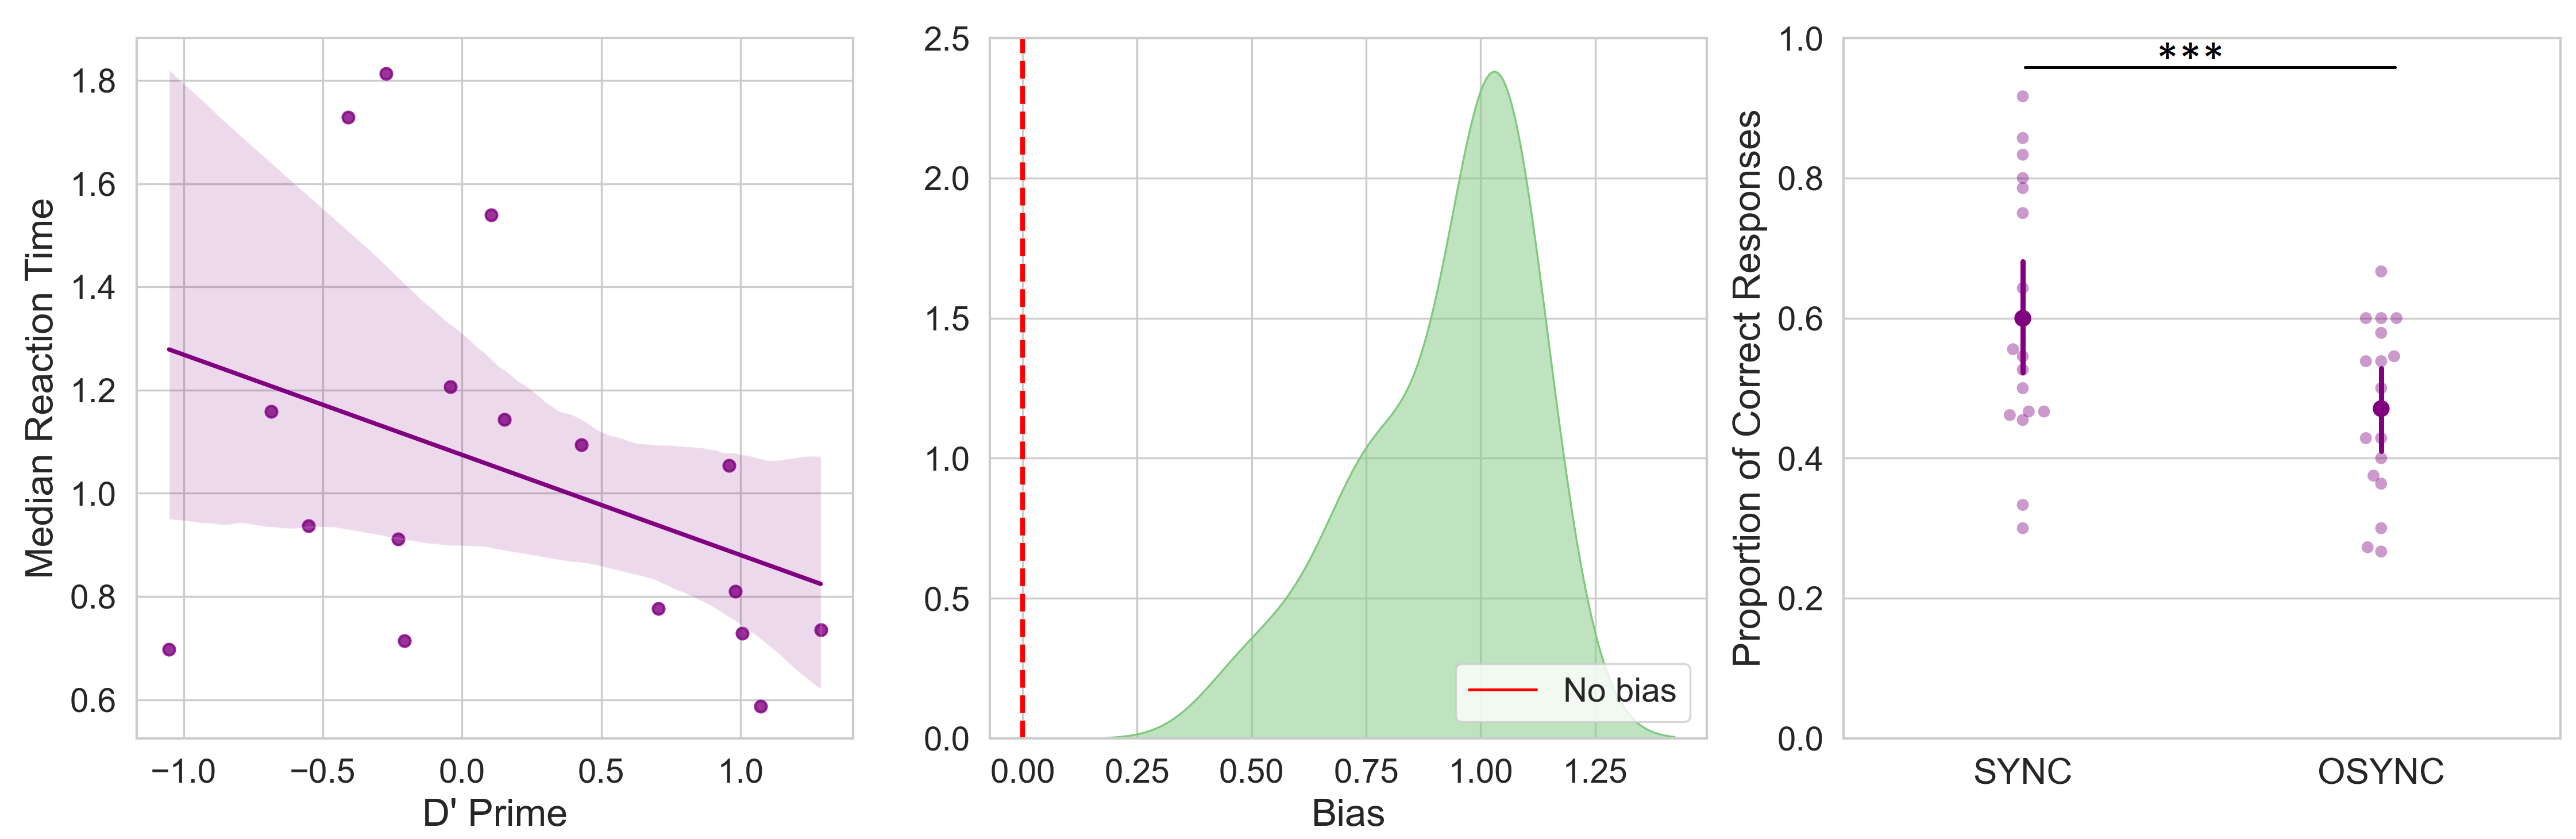 1.8
1.6
1.4
1.2
1.0
0.8
0.6
Median Reaction Time
−1.0 −0.5 0.0 0.5 1.0
D' Prime
2.5
2.0
1.5
1.0
0.5
0.0
No bias
0.00 0.25 0.50 0.75 1.00 1.25
Bias
1.0
0.8
0.6
0.4
0.2
0.0
Proportion of Correct Responses
***
SYNC OSYNC